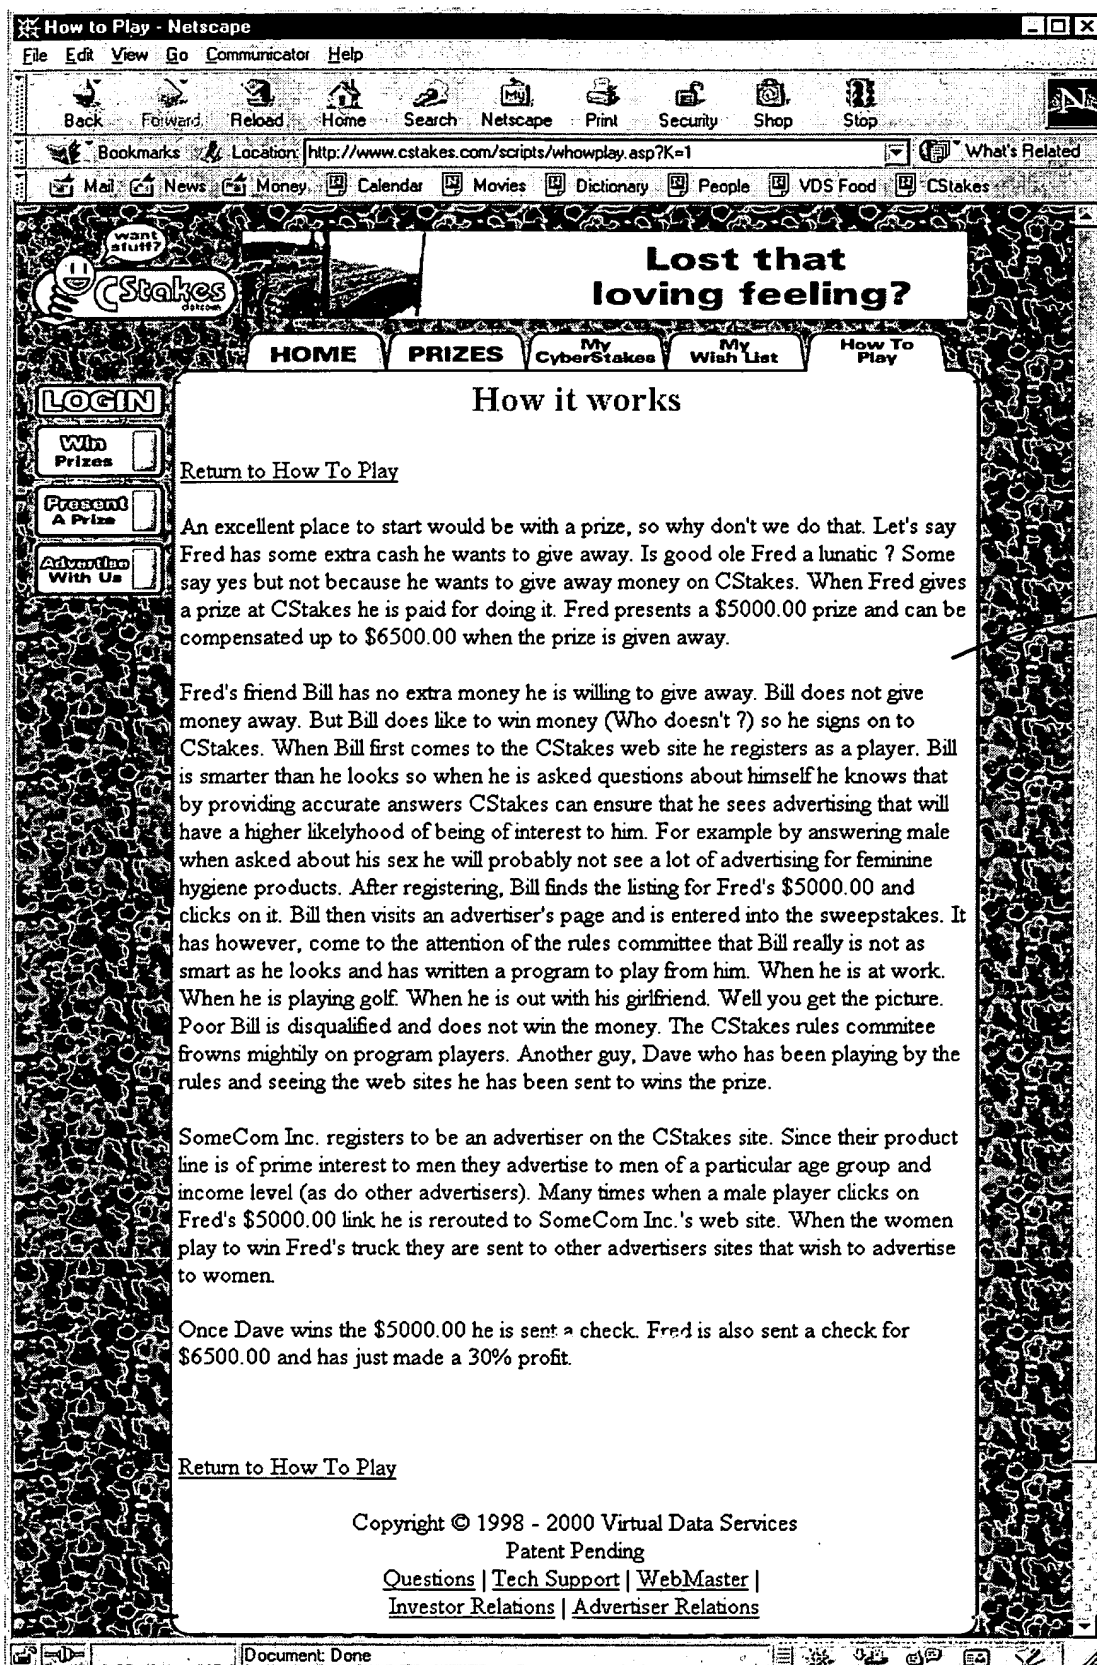 How to Play - Netscape
File Edit View Go Communicator Help
Back Forward Reload Home Search Netscape Print Security Shop Stop
My
N
Bookmarks Location: http://www.cstakes.com/scripts/whowplay.asp?K=1 What's Related
Mail News Money Calendar Movies Dictionary People VDS Food CStakes
want
stuff?
CStakes
dotcom
Lost that
loving feeling?
HOME PRIZES My CyberStakes My Wish List How To Play
LOGIN
Win
Prizes
Present
A Prize
Advertise
With Us
How it works
Return to How To Play
An excellent place to start would be with a prize, so why don't we do that. Let's say
Fred has some extra cash he wants to give away. Is good ole Fred a lunatic ? Some
say yes but not because he wants to give away money on CStakes. When Fred gives
a prize at CStakes he is paid for doing it. Fred presents a $5000.00 prize and can be
compensated up to $6500.00 when the prize is given away.
Fred's friend Bill has no extra money he is willing to give away. Bill does not give
money away. But Bill does like to win money (Who doesn't ?) so he signs on to
CStakes. When Bill first comes to the CStakes web site he registers as a player. Bill
is smarter than he looks so when he is asked questions about himself he knows that
by providing accurate answers CStakes can ensure that he sees advertising that will
have a higher likelyhood of being of interest to him. For example by answering male
when asked about his sex he will probably not see a lot of advertising for feminine
hygiene products. After registering, Bill finds the listing for Fred's $5000.00 and
clicks on it. Bill then visits an advertiser's page and is entered into the sweepstakes. It
has however, come to the attention of the rules committee that Bill really is not as
smart as he looks and has written a program to play from him. When he is at work.
When he is playing golf. When he is out with his girlfriend. Well you get the picture.
Poor Bill is disqualified and does not win the money. The CStakes rules commitee
frowns mightily on program players. Another guy, Dave who has been playing by the
rules and seeing the web sites he has been sent to wins the prize.
SomeCom Inc. registers to be an advertiser on the CStakes site. Since their product
line is of prime interest to men they advertise to men of a particular age group and
income level (as do other advertisers). Many times when a male player clicks on
Fred's $5000.00 link he is rerouted to SomeCom Inc.'s web site. When the women
play to win Fred's truck they are sent to other advertisers sites that wish to advertise
to women.
Once Dave wins the $5000.00 he is sent a check. Fred is also sent a check for
$6500.00 and has just made a 30% profit.
Return to How To Play
Copyright © 1998 - 2000 Virtual Data Services
Patent Pending
Questions | Tech Support | WebMaster |
Investor Relations | Advertiser Relations
Document: Done